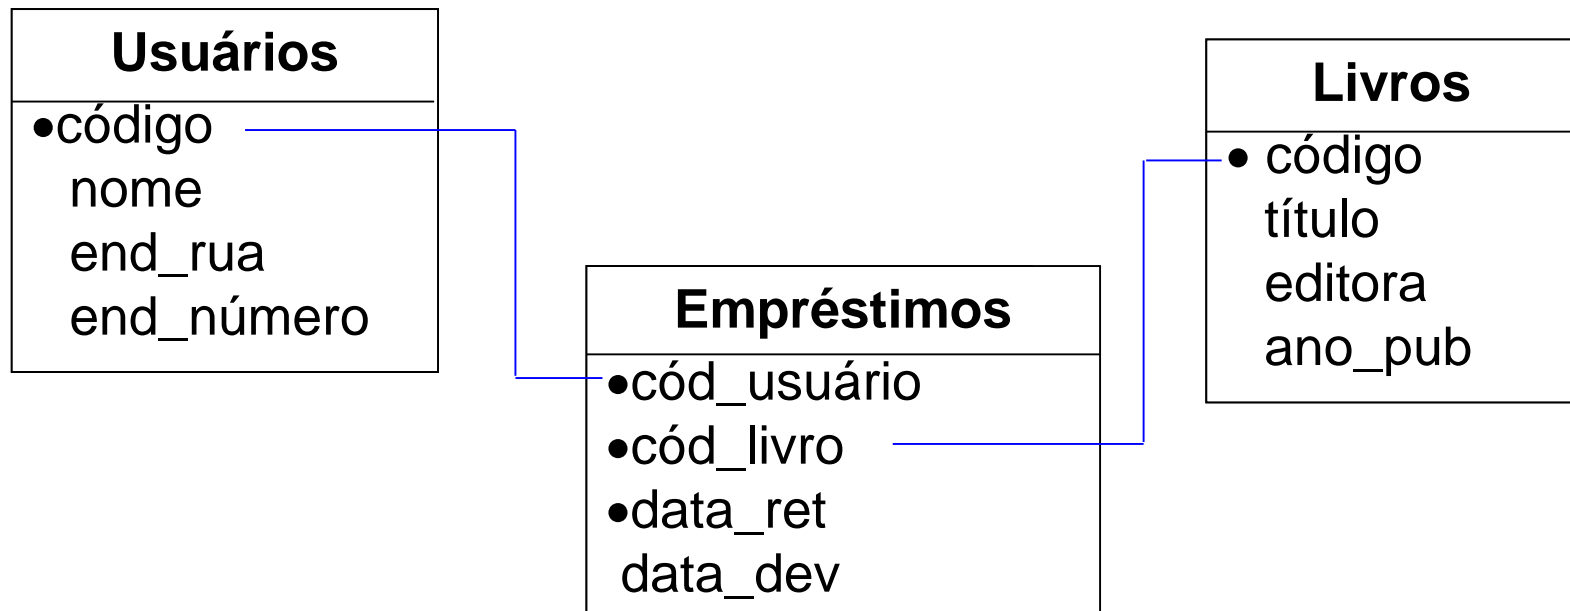 Usuários
•código
nome
end_rua
end_número
Empréstimos
•cód_usuário
•cód_livro
•data_ret
data_dev
Livros
• código
título
editora
ano_pub